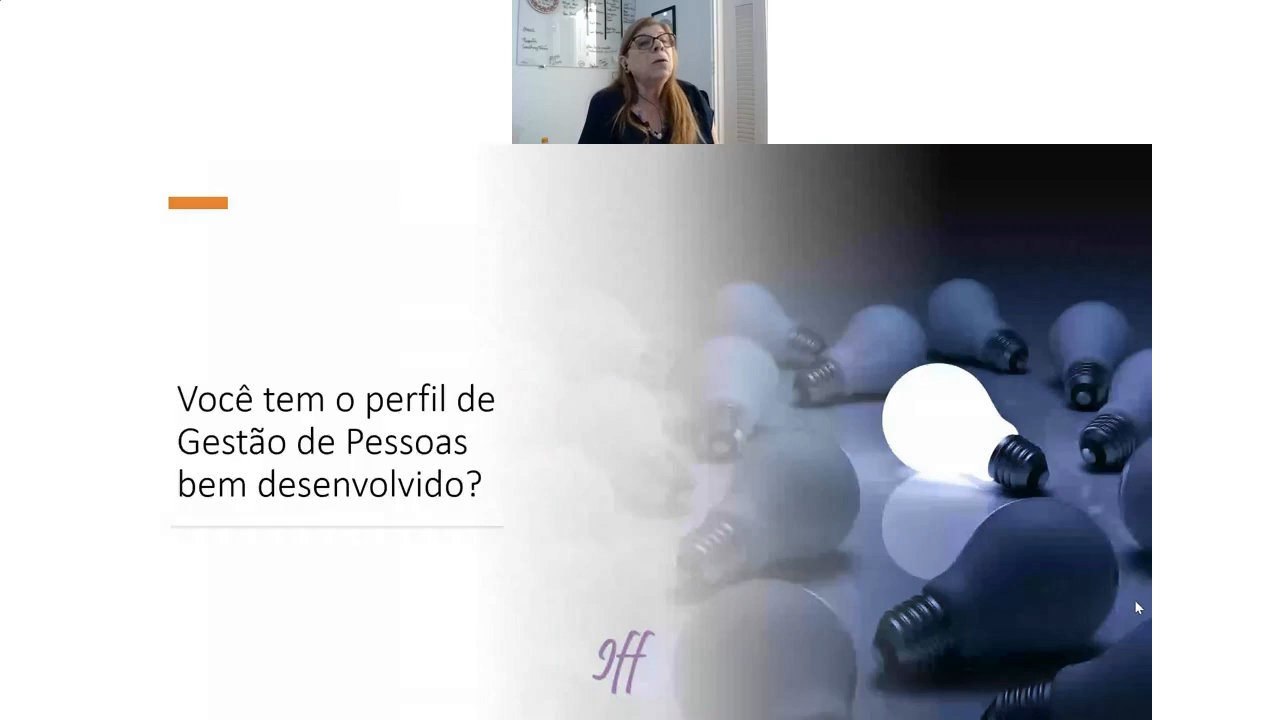 Você tem o perfil de
Gestão de Pessoas
bem desenvolvido?
Iff